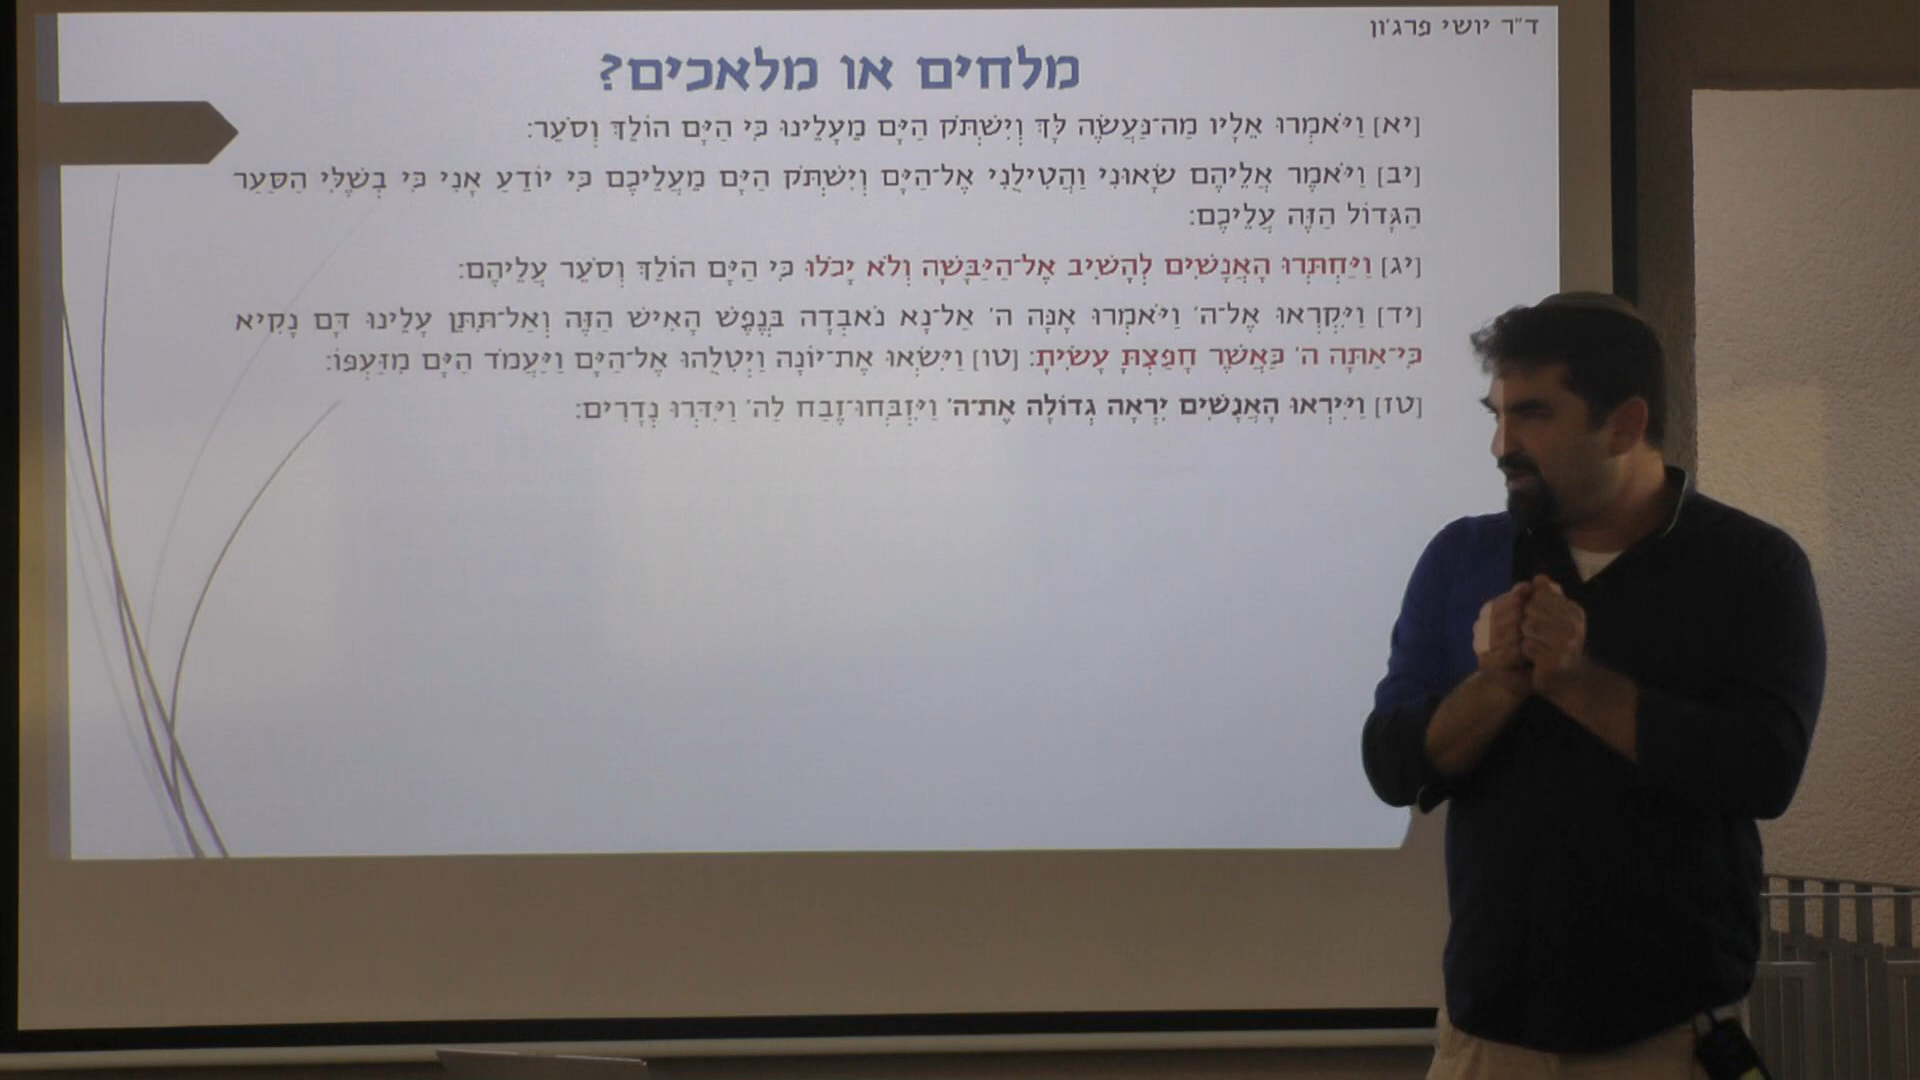 ד"ר יושי פרג'ון
מלחים או מלאכים?
[יא] וַיֹּאמְרוּ אֵלָיו מַה־נַּעֲשֶׂה לָּךְ וְיִשְׁתֹּק הַיָּם מֵעָלֵינוּ כִּי הַיָּם הוֹלֵךְ וְסֹעֵר:
[יב] וַיֹּאמֶר אֲלֵיהֶם שָׂאוּנִי וַהֲטִילֻנִי אֶל־הַיָּם וְיִשְׁתֹּק הַיָּם מֵעֲלֵיכֶם כִּי יוֹדֵעַ אָנִי כִּי בְשֶׁלִּי הַסַּעַר
הַגָּדוֹל הַזֶּה עֲלֵיכֶם:
[יג] וַיַּחְתְּרוּ הָאֲנָשִׁים לְהָשִׁיב אֶל־הַיַּבָּשָׁה וְלֹא יָכֹלוּ כִּי הַיָּם הוֹלֵךְ וְסֹעֵר עֲלֵיהֶם:
[יד] וַיִּקְרְאוּ אֶל־ה' וַיֹּאמְרוּ אָנָּה ה' אַל־נָא נֹאבְדָה בְּנֶפֶשׁ הָאִישׁ הַזֶּה וְאַל־תִּתֵּן עָלֵינוּ דָּם נָקִיא
כִּי־אַתָּה ה' כַּאֲשֶׁר חָפַצְתָּ עָשִׂיתָ: [טו] וַיִּשְׂאוּ אֶת־יוֹנָה וַיְטִלֻהוּ אֶל־הַיָּם וַיַּעֲמֹד הַיָּם מִזַּעְפּוֹ:
[טז] וַיִּירְאוּ הָאֲנָשִׁים יִרְאָה גְדוֹלָה אֶת־ה' וַיִּזְבְּחוּ־זֶבַח לַה' וַיִּדְּרוּ נְדָרִים: